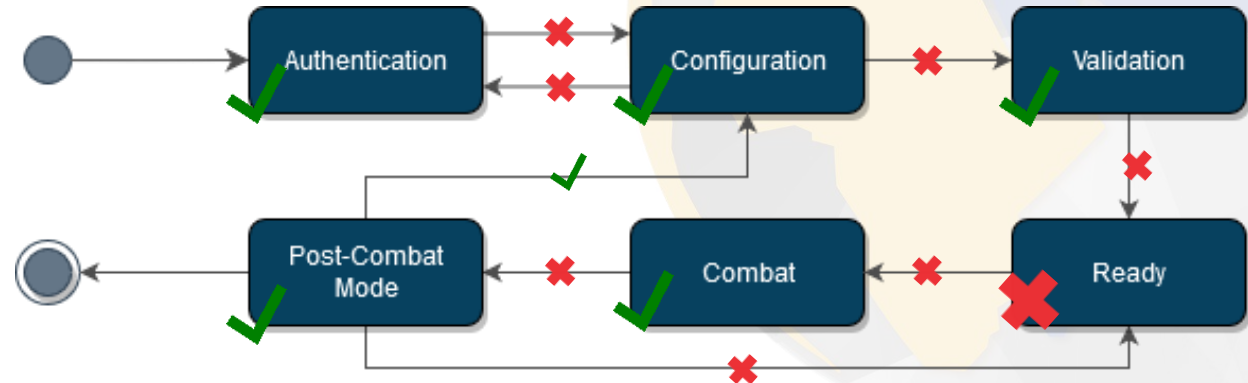 Authentication
Configuration
Validation
Post-Combat
Mode
Combat
Ready